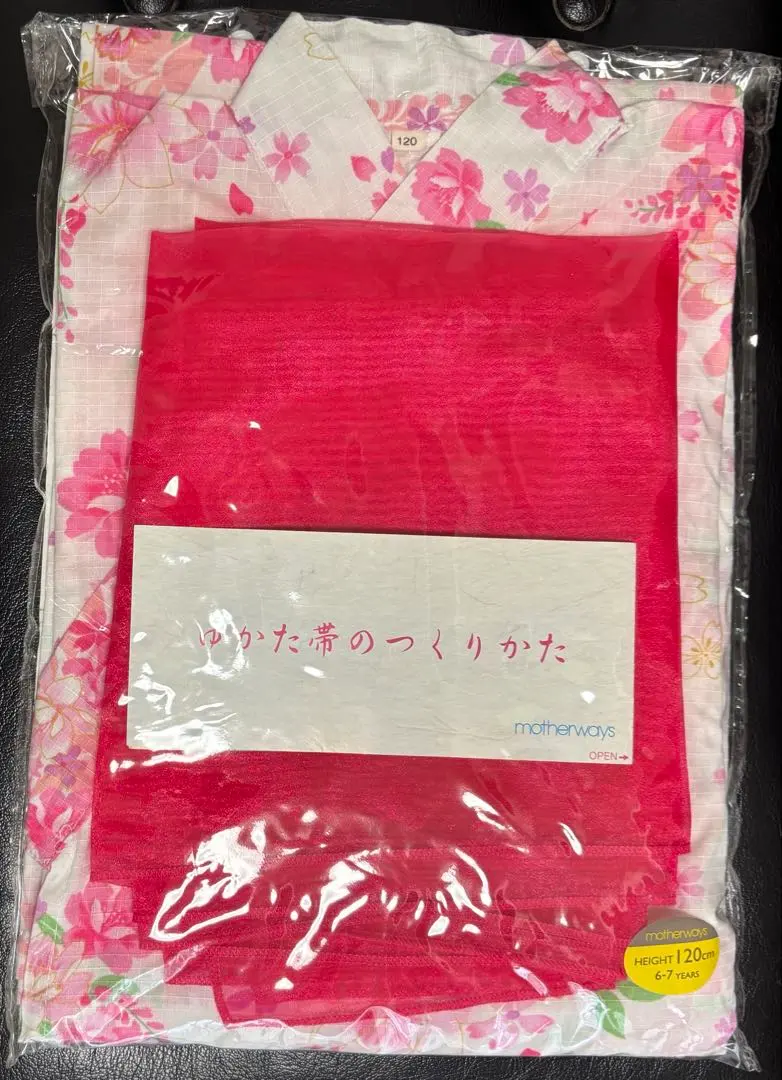 120
ゆかた帯のつくりかた
motherways
OPEN→
motherways
HEIGHT 120cm
6-7 YEARS